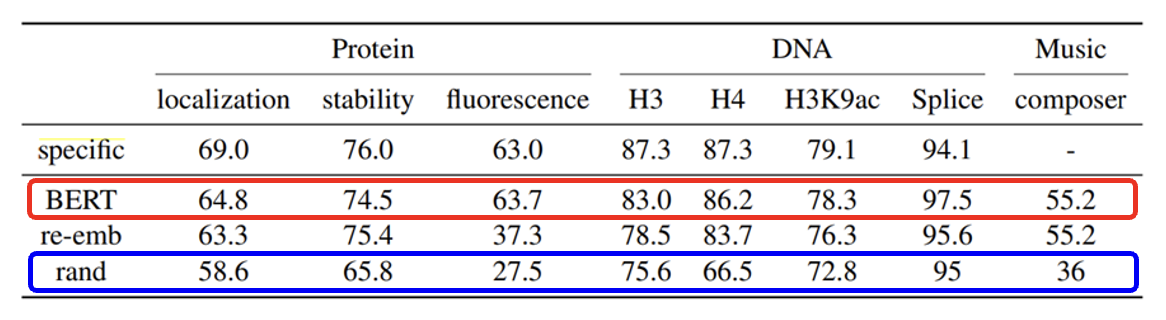 Protein DNA Music
localization stability fluorescence H3 H4 H3K9ac Splice composer
specific 69.0 76.0 63.0 87.3 87.3 79.1 94.1 -
BERT 64.8 74.5 63.7 83.0 86.2 78.3 97.5 55.2
re-emb 63.3 75.4 37.3 78.5 83.7 76.3 95.6 55.2
rand 58.6 65.8 27.5 75.6 66.5 72.8 95 36